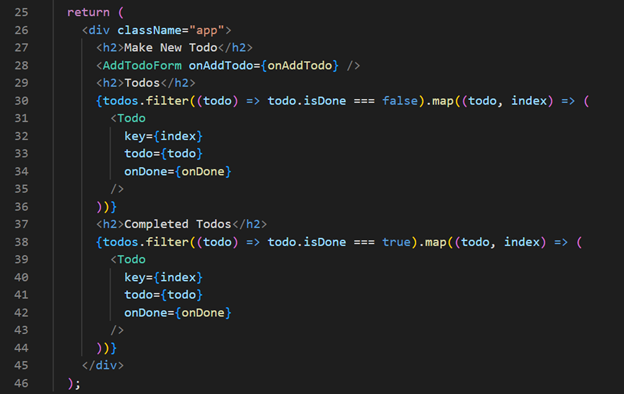 25 return (
26 <div className="app">
27 <h2>Make New Todo</h2>
28 <AddTodoForm onAddTodo={onAddTodo} />
29 <h2>Todos</h2>
30 {todos.filter((todo) => todo.isDone === false).map((todo, index) => (
31 <Todo
32 key={index}
33 todo={todo}
34 onDone={onDone}
35 />
36 ))}
37 <h2>Completed Todos</h2>
38 {todos.filter((todo) => todo.isDone === true).map((todo, index) => (
39 <Todo
40 key={index}
41 todo={todo}
42 onDone={onDone}
43 />
44 ))}
45 </div>
46 );